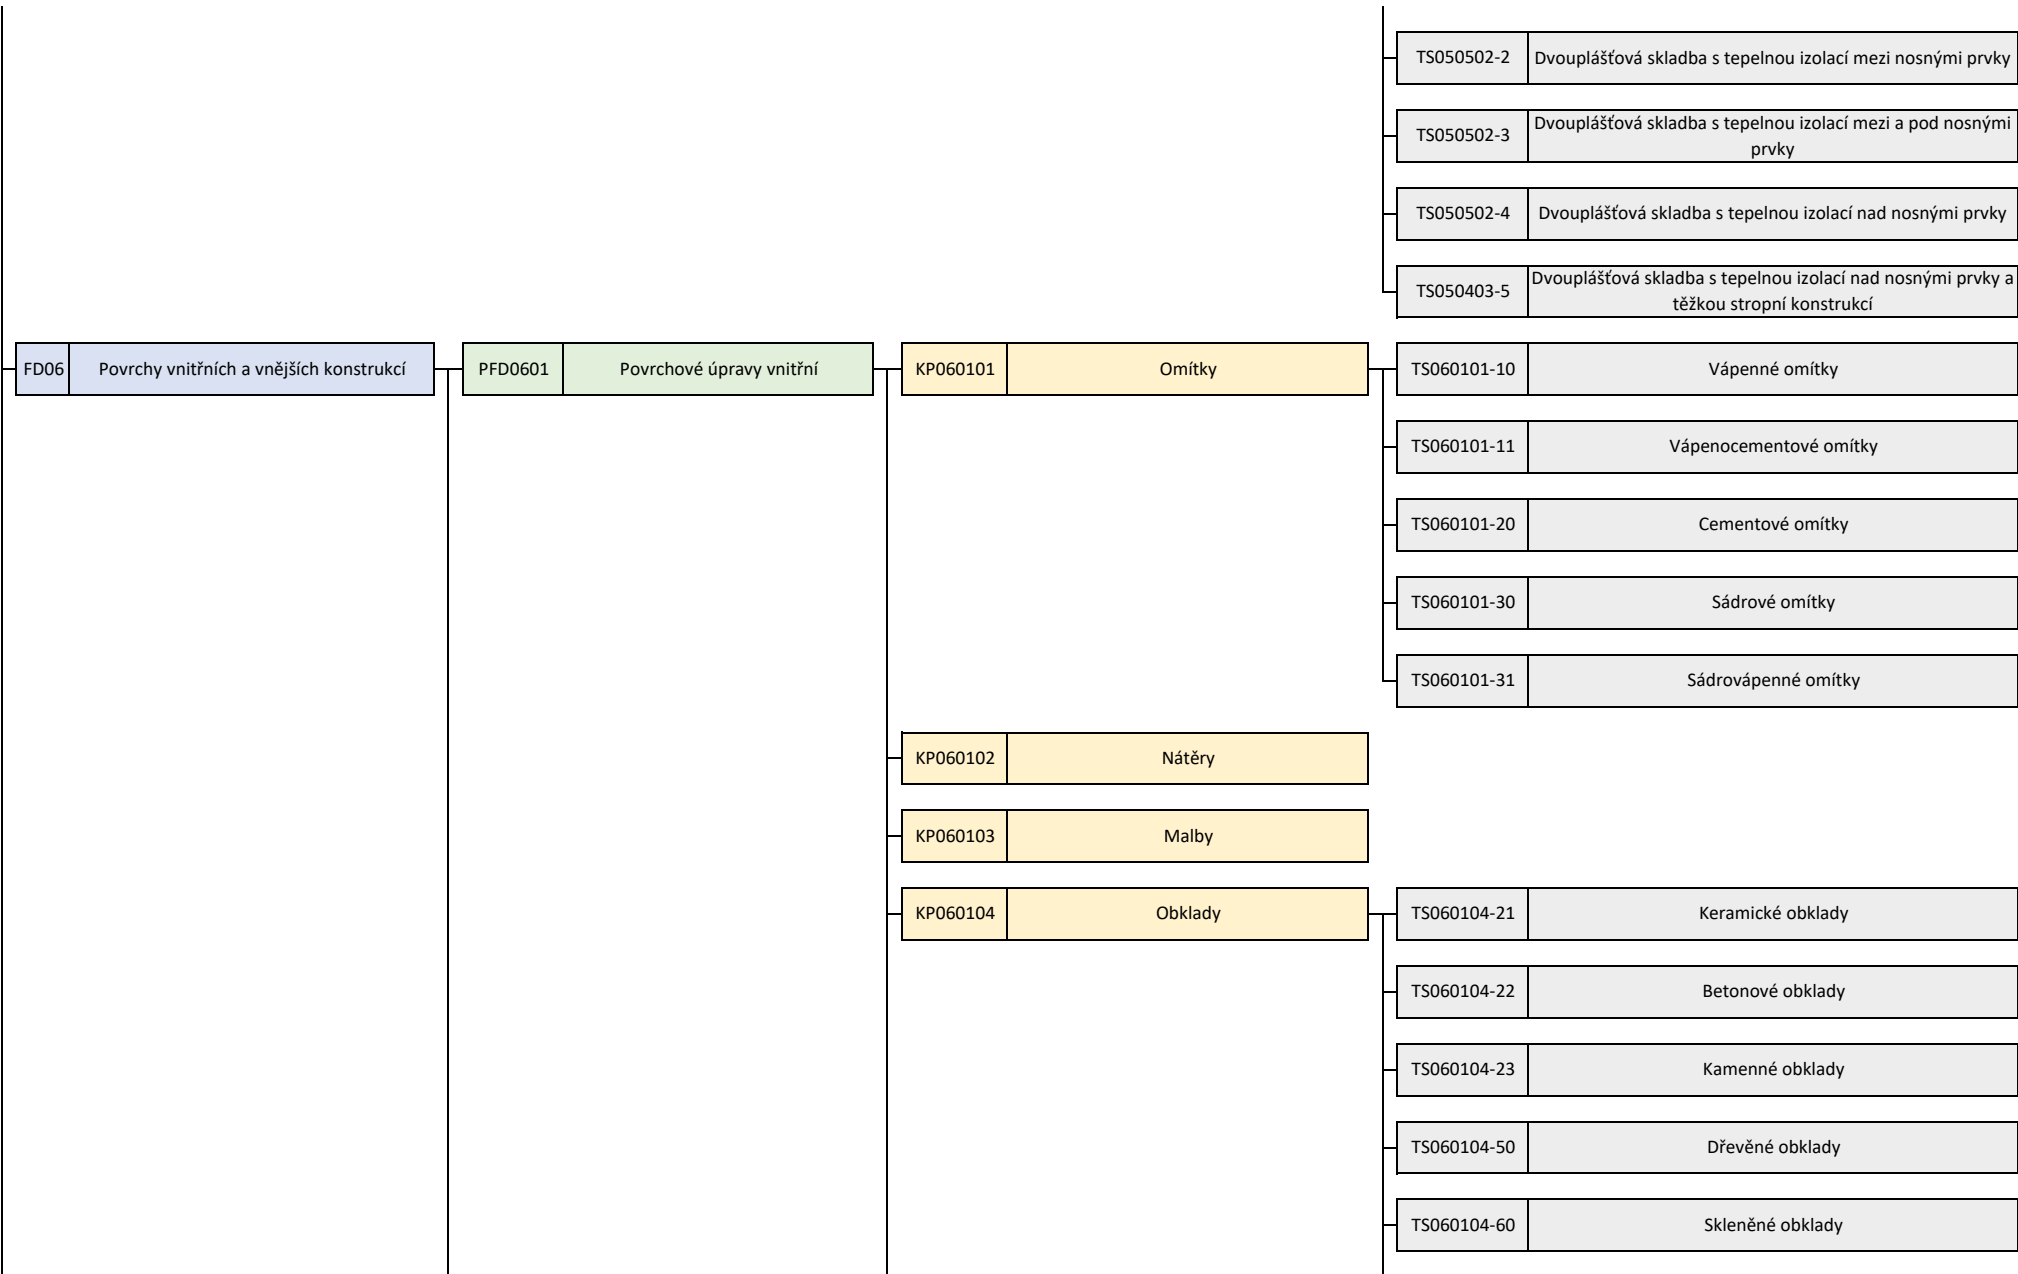 TS050502-2 Dvouplášťová skladba s tepelnou izolací mezi nosnými prvky
TS050502-3 Dvouplášťová skladba s tepelnou izolací mezi a pod nosnými
prvky
TS050502-4 Dvouplášťová skladba s tepelnou izolací nad nosnými prvky
TS050403-5 Dvouplášťová skladba s tepelnou izolací nad nosnými prvky a
těžkou stropní konstrukcí
FD06 Povrchy vnitřních a vnějších konstrukcí PFD0601 Povrchové úpravy vnitřní KP060101 Omítky TS060101-10 Vápenné omítky
TS060101-11 Vápenocementové omítky
TS060101-20 Cementové omítky
TS060101-30 Sádrové omítky
TS060101-31 Sádrovápenné omítky
KP060102 Nátěry
KP060103 Malby
KP060104 Obklady TS060104-21 Keramické obklady
TS060104-22 Betonové obklady
TS060104-23 Kamenné obklady
TS060104-50 Dřevěné obklady
TS060104-60 Skleněné obklady